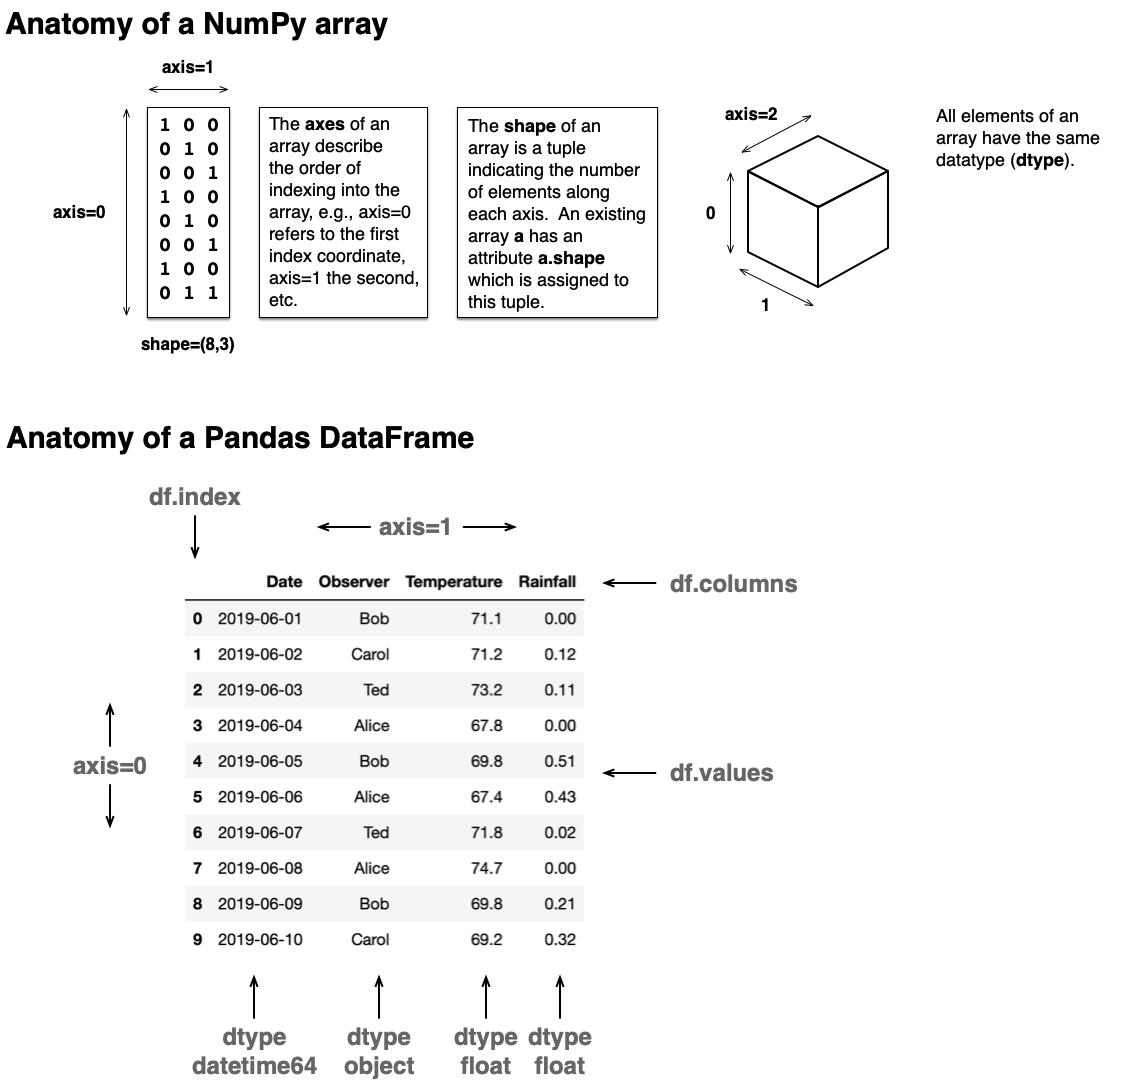 Anatomy of a NumPy array
axis=1
axis=0
1 0 0
0 1 0
0 0 1
1 0 0
0 1 0
0 0 1
1 0 0
0 1 1
shape=(8,3)
The axes of an
array describe
the order of
indexing into the
array, e.g., axis=0
refers to the first
index coordinate,
axis=1 the second,
etc.
The shape of an
array is a tuple
indicating the number
of elements along
each axis.  An existing
array a has an
attribute a.shape
which is assigned to
this tuple.
axis=2
0
1
All elements of an
array have the same
datatype (dtype).
Anatomy of a Pandas DataFrame
df.index
axis=1
Date Observer Temperature Rainfall
df.columns
0 2019-06-01 Bob 71.1 0.00
1 2019-06-02 Carol 71.2 0.12
2 2019-06-03 Ted 73.2 0.11
3 2019-06-04 Alice 67.8 0.00
axis=0
4 2019-06-05 Bob 69.8 0.51
df.values
5 2019-06-06 Alice 67.4 0.43
6 2019-06-07 Ted 71.8 0.02
7 2019-06-08 Alice 74.7 0.00
8 2019-06-09 Bob 69.8 0.21
9 2019-06-10 Carol 69.2 0.32
dtype
datetime64
dtype
object
dtype
float
dtype
float